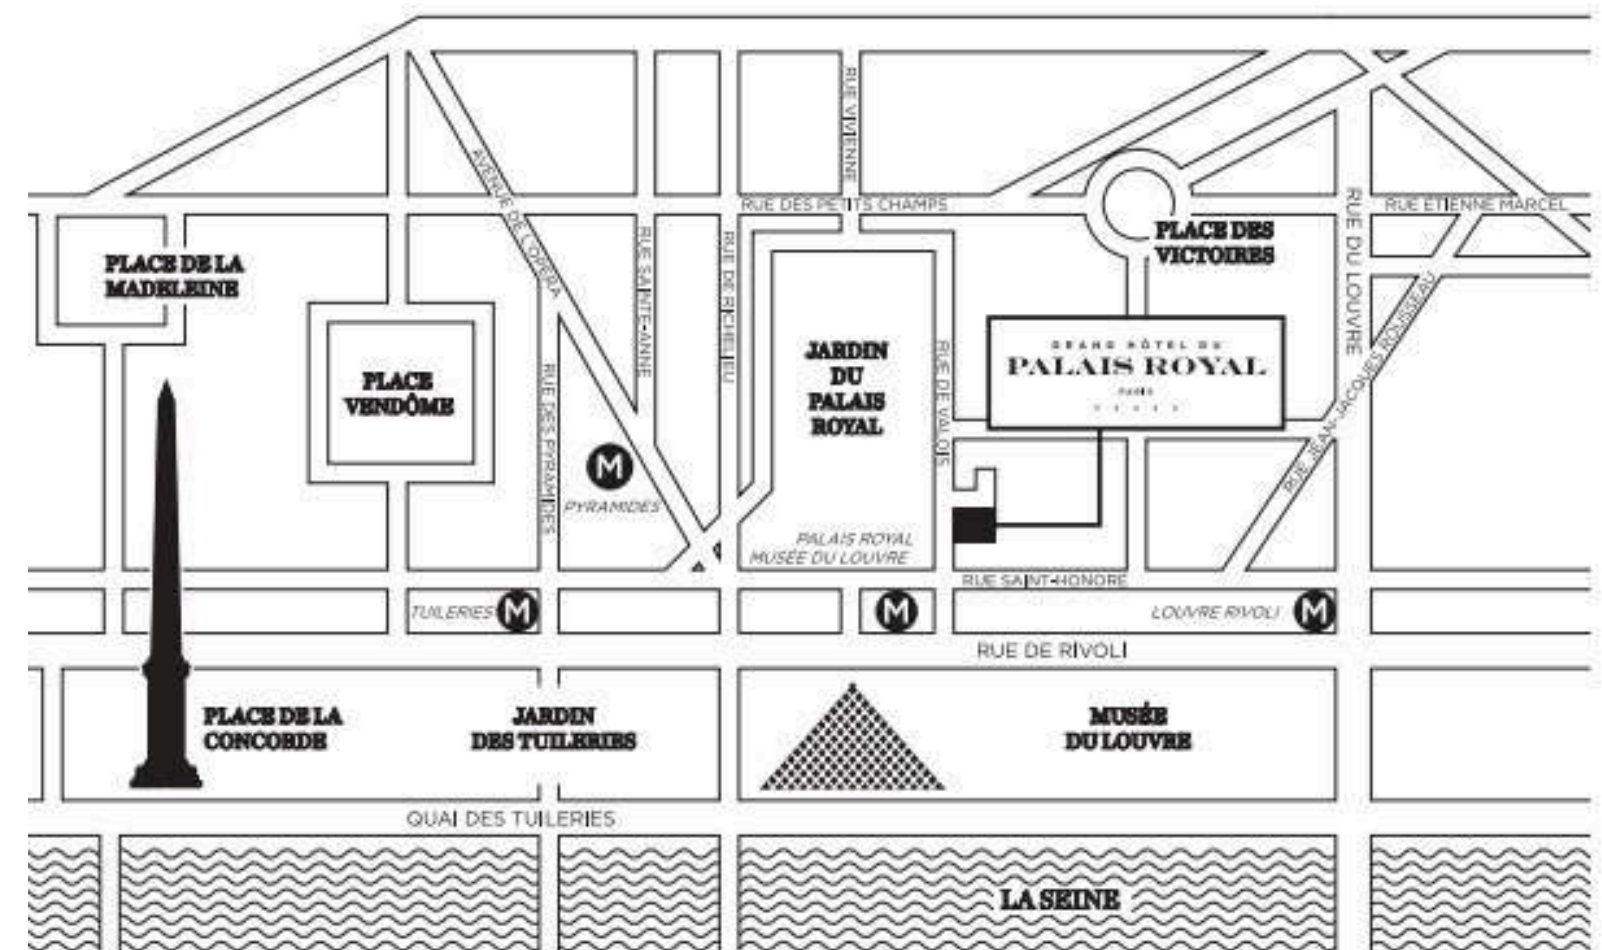 RUE VIVIENNE
AVENUE DE L'OPERA
RUE DES PETITS CHAMPS
RUE ETIENNE MARCEL
PLACE DES
VICTOIRES
RUE DU LOUVRE
PLACE DE LA
MADELEINE
RUE SAINTE-ANNE
RUE DE RICHELIEU
RUE JEAN-JACQUES ROUSSEAU
GRAND HÔTEL DU
PALAIS ROYAL
PARIS
JARDIN
DU
PALAIS
ROYAL
RUE DE VALOIS
PLACE
VENDÔME
RUE DES PYRAMIDES
M
PYRAMIDES
PALAIS ROYAL
MUSÉE DU LOUVRE
RUE SAINT-HONORÉ
TUILERIES M
M
LOUVRE RIVOLI M
RUE DE RIVOLI
PLACE DE LA
CONCORDE
JARDIN
DES TUILERIES
MUSÉE
DU LOUVRE
QUAI DES TUILERIES
LA SEINE